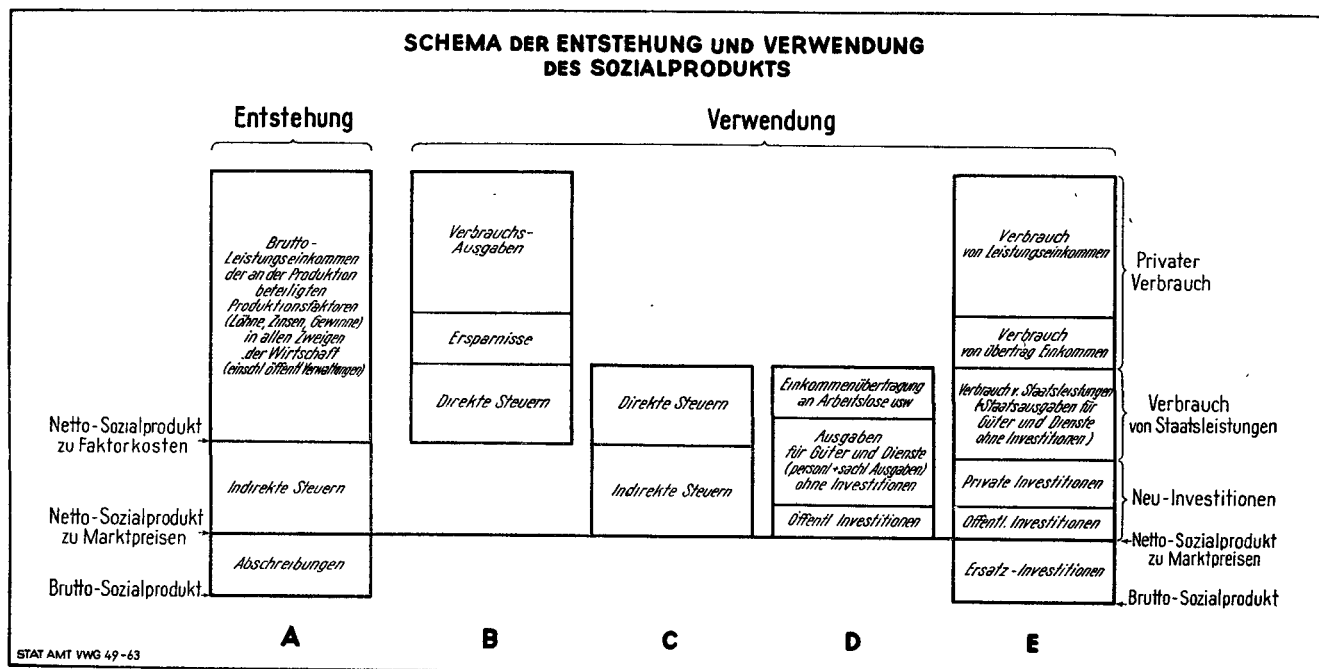 SCHEMA DER ENTSTEHUNG UND VERWENDUNG
DES SOZIALPRODUKTS
Entstehung
Verwendung
Brutto-
Leistungseinkommen
der an der Produktion
beteiligten
Produktionsfaktoren
(Löhne, Zinsen, Gewinne)
in allen Zweigen
der Wirtschaft
(einschl öffentl Verwaltungen)
Indirekte Steuern
Abschreibungen
Netto-Sozialprodukt
zu Faktorkosten
Netto-Sozialprodukt
zu Marktpreisen
Brutto-Sozialprodukt
Verbrauchs-
Ausgaben
Ersparnisse
Direkte Steuern
Direkte Steuern
Indirekte Steuern
Einkommenübertragung
an Arbeitslose usw
Ausgaben
für Güter und Dienste
(persönl + sachl Ausgaben)
ohne Investitionen
Öffentl Investitionen
Verbrauch
von Leistungseinkommen
Verbrauch
von übertrag Einkommen
Verbrauch v. Staatsleistungen
(=Staatsausgaben für
Güter und Dienste
ohne Investitionen)
Private Investitionen
Öffentl. Investitionen
Ersatz-Investitionen
Privater
Verbrauch
Verbrauch
von Staatsleistungen
Neu-Investitionen
Netto-Sozialprodukt
zu Marktpreisen
Brutto-Sozialprodukt
A
B
C
D
E
STAT AMT VWG 49-63